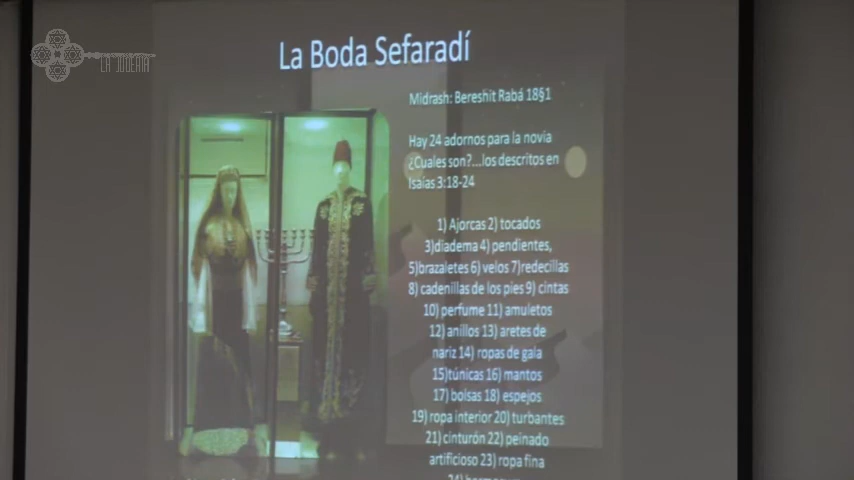 LA SIDDHARTA
La Boda Sefaradí
Midrash: Bereshit Rabá 18§1
Hay 24 adornos para la novia
¿Cuales son?...los descritos en
Isaías 3:18-24
1) Ajorcas 2) tocados
3)diadema 4) pendientes,
5)brazaletes 6) velos 7)redecillas
8) cadenillas de los pies 9) cintas
10) perfume 11) amuletos
12) anillos 13) aretes de
nariz 14) ropas de gala
15)túnicas 16) mantos
17) bolsas 18) espejos
19) ropa interior 20) turbantes
21) cinturón 22) peinado
artificioso 23) ropa fina